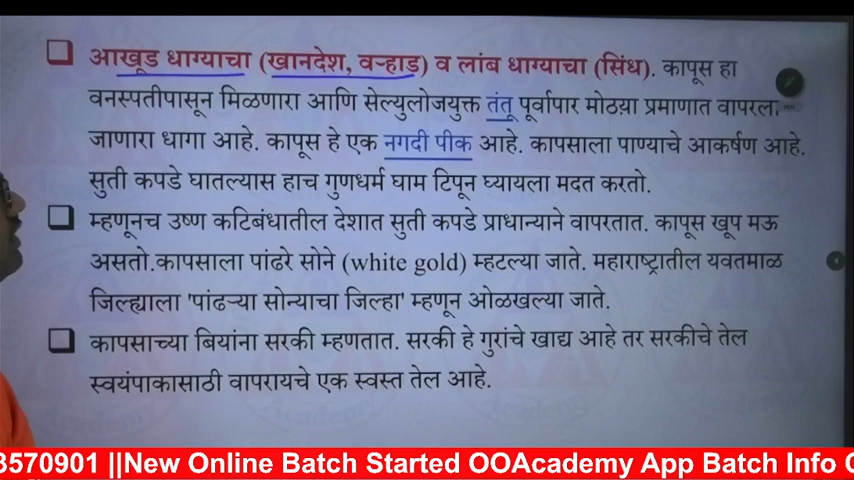 आखूड धाग्याचा (खानदेश, वऱ्हाड) व लांब धाग्याचा (सिंध). कापूस हा
वनस्पतीपासून मिळणारा आणि सेल्युलोजयुक्त तंतू पूर्वापार मोठ्या प्रमाणात वापरला
जाणारा धागा आहे. कापूस हे एक नगदी पीक आहे. कापसाला पाण्याचे आकर्षण आहे.
सुती कपडे घातल्यास हाच गुणधर्म घाम टिपून घ्यायला मदत करतो.
म्हणूनच उष्ण कटिबंधातील देशात सुती कपडे प्राधान्याने वापरतात. कापूस खूप मऊ
असतो.कापसाला पांढरे सोने (white gold) म्हटल्या जाते. महाराष्ट्रातील यवतमाळ
जिल्ह्याला 'पांढऱ्या सोन्याचा जिल्हा' म्हणून ओळखल्या जाते.
कापसाच्या बियांना सरकी म्हणतात. सरकी हे गुरांचे खाद्य आहे तर सरकीचे तेल
स्वयंपाकासाठी वापरायचे एक स्वस्त तेल आहे.
3570901 ||New Online Batch Started OOAcademy App Batch Info